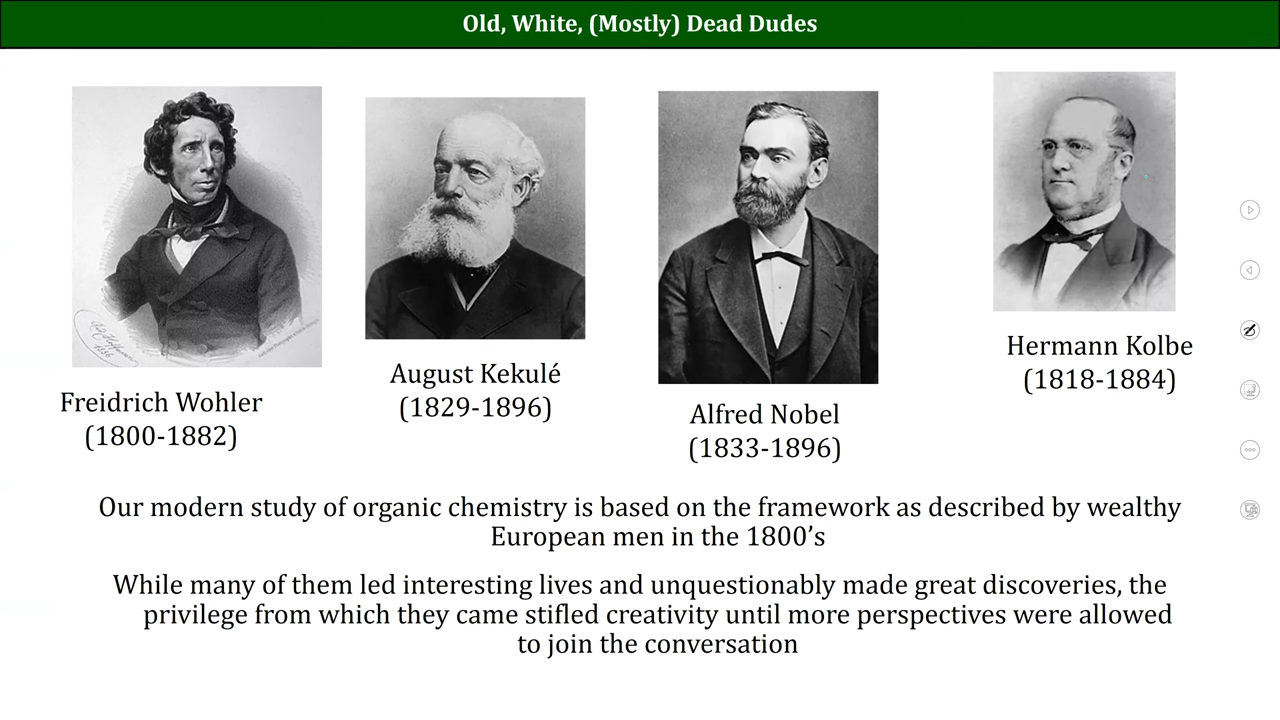 Old, White, (Mostly) Dead Dudes
Freidrich Wohler
(1800-1882)
August Kekulé
(1829-1896)
Alfred Nobel
(1833-1896)
Hermann Kolbe
(1818-1884)
Our modern study of organic chemistry is based on the framework as described by wealthy
European men in the 1800’s
While many of them led interesting lives and unquestionably made great discoveries, the
privilege from which they came stifled creativity until more perspectives were allowed
to join the conversation